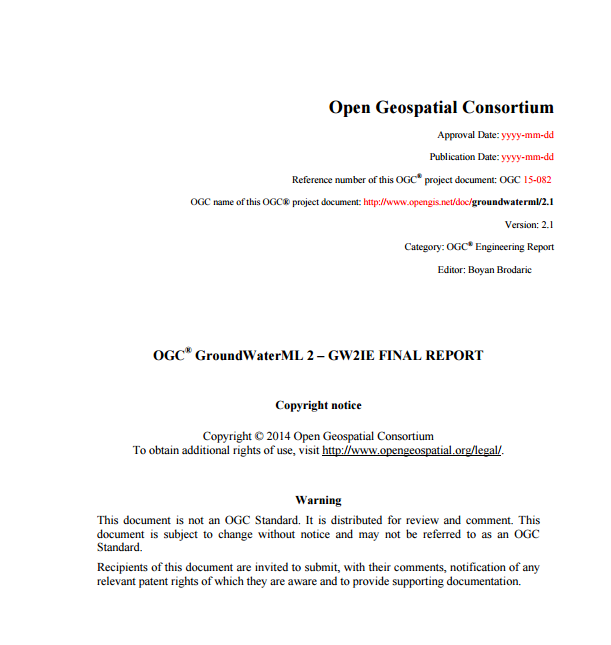 Open Geospatial Consortium
Approval Date: yyyy-mm-dd
Publication Date: yyyy-mm-dd
Reference number of this OGC® project document: OGC 15-082
OGC name of this OGC® project document: http://www.opengis.net/doc/groundwaterml/2.1
Version: 2.1
Category: OGC® Engineering Report
Editor: Boyan Brodaric
OGC® GroundWaterML 2 – GW2IE FINAL REPORT
Copyright notice
Copyright © 2014 Open Geospatial Consortium
To obtain additional rights of use, visit http://www.opengeospatial.org/legal/.
Warning
This document is not an OGC Standard. It is distributed for review and comment. This
document is subject to change without notice and may not be referred to as an OGC
Standard.
Recipients of this document are invited to submit, with their comments, notification of any
relevant patent rights of which they are aware and to provide supporting documentation.